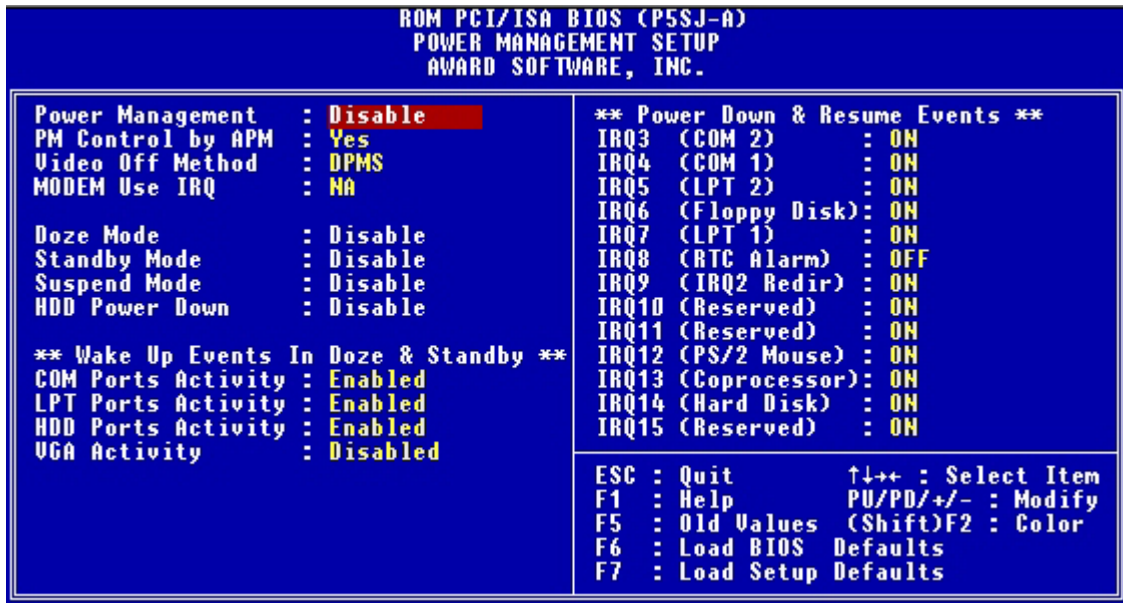 ROM PCI/ISA BIOS (P5SJ-A)
POWER MANAGEMENT SETUP
AWARD SOFTWARE, INC.
Power Management : Disable
PM Control by APM : Yes
Video Off Method : DPMS
MODEM Use IRQ : NA
Doze Mode : Disable
Standby Mode : Disable
Suspend Mode : Disable
HDD Power Down : Disable
** Wake Up Events In Doze & Standby **
COM Ports Activity : Enabled
LPT Ports Activity : Enabled
HDD Ports Activity : Enabled
VGA Activity : Disabled
** Power Down & Resume Events **
IRQ3 (COM 2) : ON
IRQ4 (COM 1) : ON
IRQ5 (LPT 2) : ON
IRQ6 (Floppy Disk): ON
IRQ7 (LPT 1) : ON
IRQ8 (RTC Alarm) : OFF
IRQ9 (IRQ2 Redir) : ON
IRQ10 (Reserved) : ON
IRQ11 (Reserved) : ON
IRQ12 (PS/2 Mouse) : ON
IRQ13 (Coprocessor): ON
IRQ14 (Hard Disk) : ON
IRQ15 (Reserved) : ON
ESC : Quit ↑↓→← : Select Item
F1 : Help PU/PD/+/- : Modify
F5 : Old Values (Shift)F2 : Color
F6 : Load BIOS Defaults
F7 : Load Setup Defaults